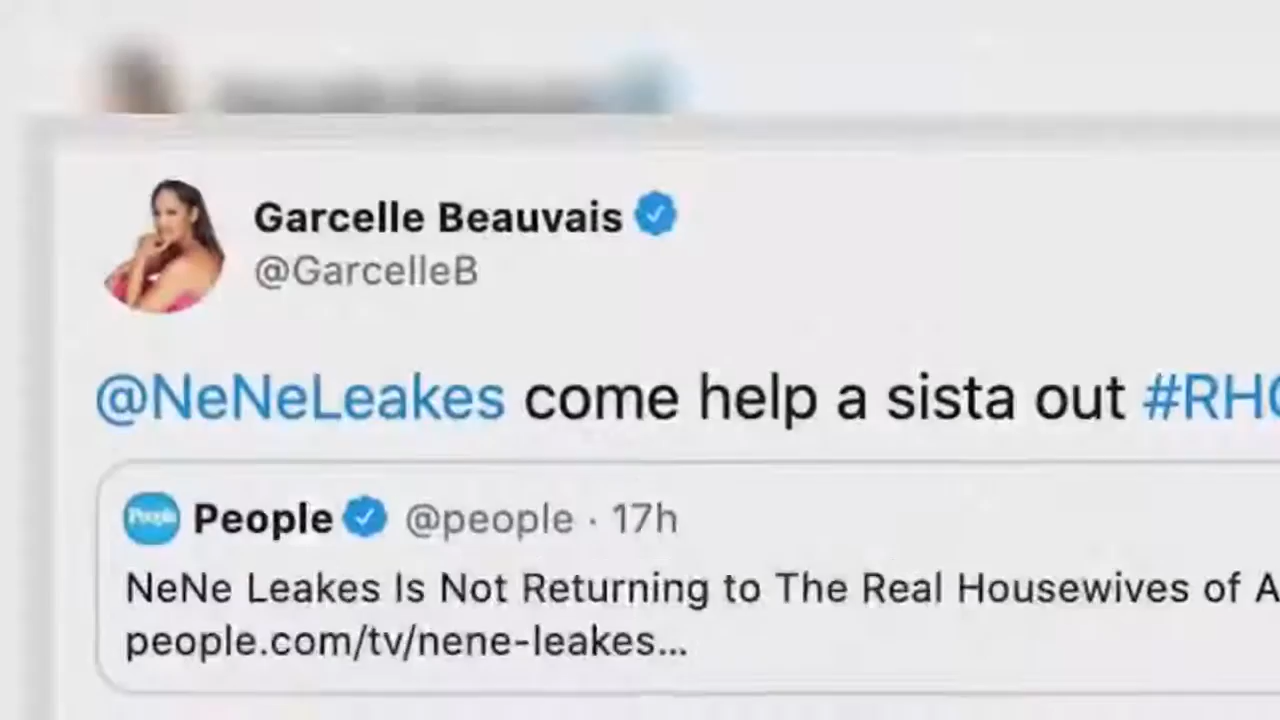 Garcelle Beauvais
@GarcelleB
@NeNeLeakes come help a sista out #RHO
People @people · 17h
NeNe Leakes Is Not Returning to The Real Housewives of A
people.com/tv/nene-leakes...